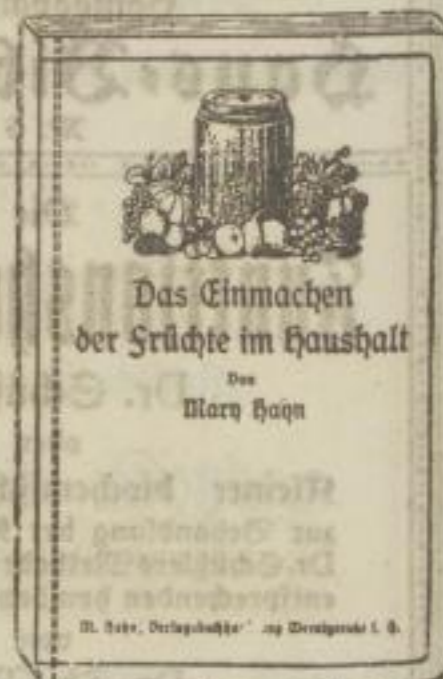 Das Einmachen
der Früchte im Haushalt
Von
Mary Hahn
M. Hahn, Wernigerode